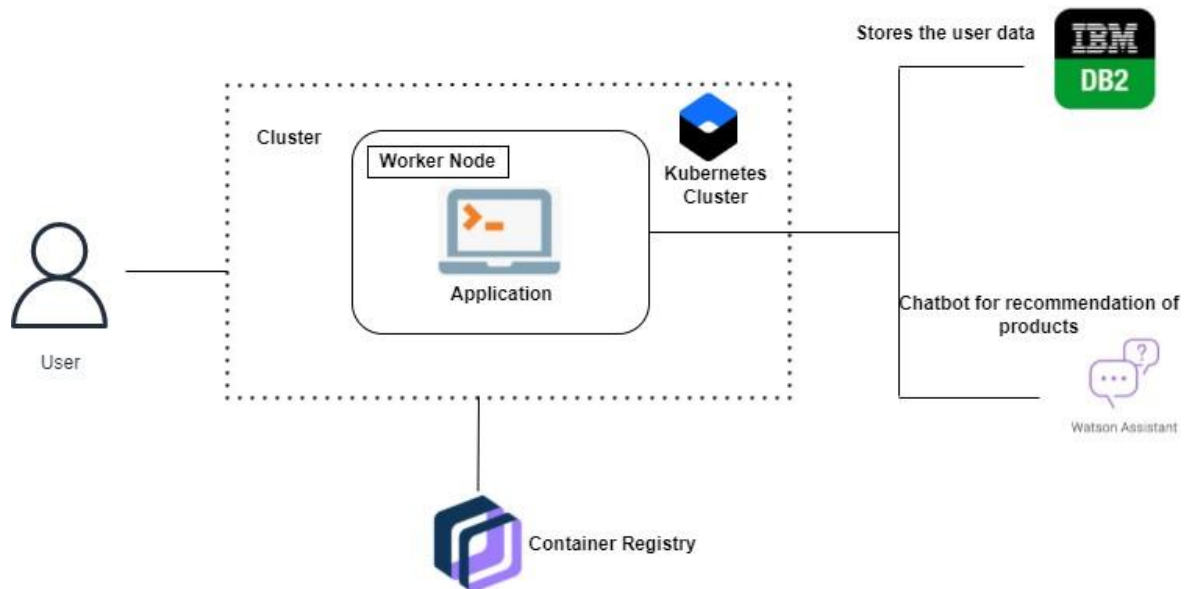 Stores the user data
IBM
DB2
Cluster
Worker Node
Kubernetes
Cluster
>_
Application
User
Chatbot for recommendation of
products
?
Watson Assistant
Container Registry